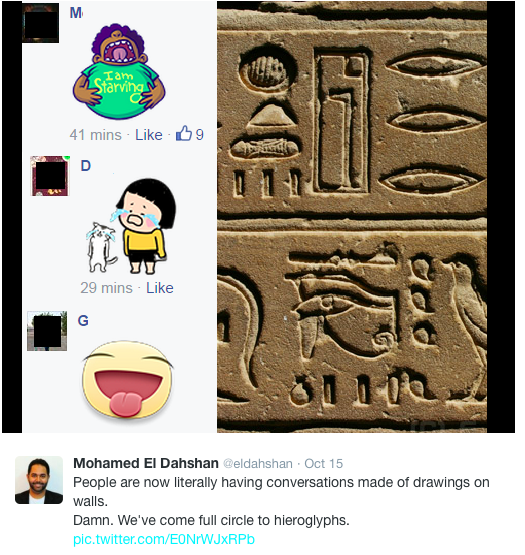 M
I am
Starving
41 mins · Like · 9
D
29 mins · Like
G
Mohamed El Dahshan @eldahshan · Oct 15
People are now literally having conversations made of drawings on
walls.
Damn. We've come full circle to hieroglyphs.
pic.twitter.com/E0NrWJxRPb